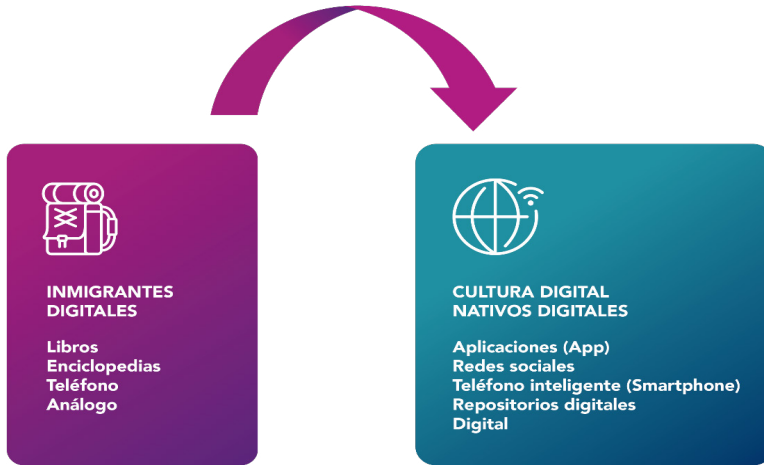 INMIGRANTES
DIGITALES
Libros
Enciclopedias
Teléfono
Análogo
CULTURA DIGITAL
NATIVOS DIGITALES
Aplicaciones (App)
Redes sociales
Teléfono inteligente (Smartphone)
Repositorios digitales
Digital